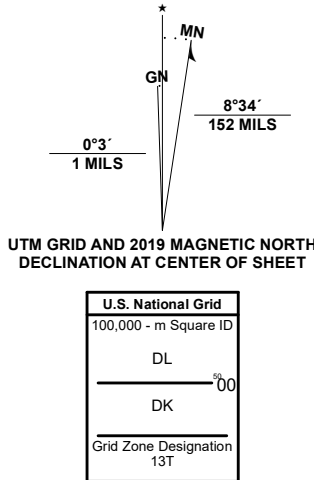 ★
MN
GN
8°34´
152 MILS
0°3´
1 MILS
UTM GRID AND 2019 MAGNETIC NORTH
DECLINATION AT CENTER OF SHEET
U.S. National Grid
100,000 - m Square ID
DL
50 00
DK
Grid Zone Designation
13T